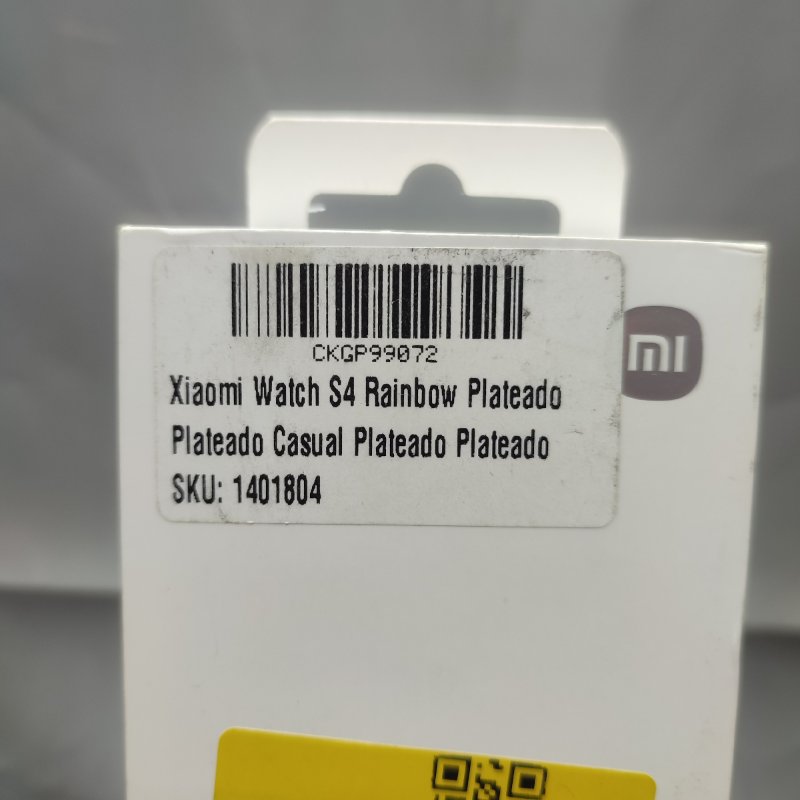 CKGP99072
mi
Xiaomi Watch S4 Rainbow Plateado
Plateado Casual Plateado Plateado
SKU: 1401804